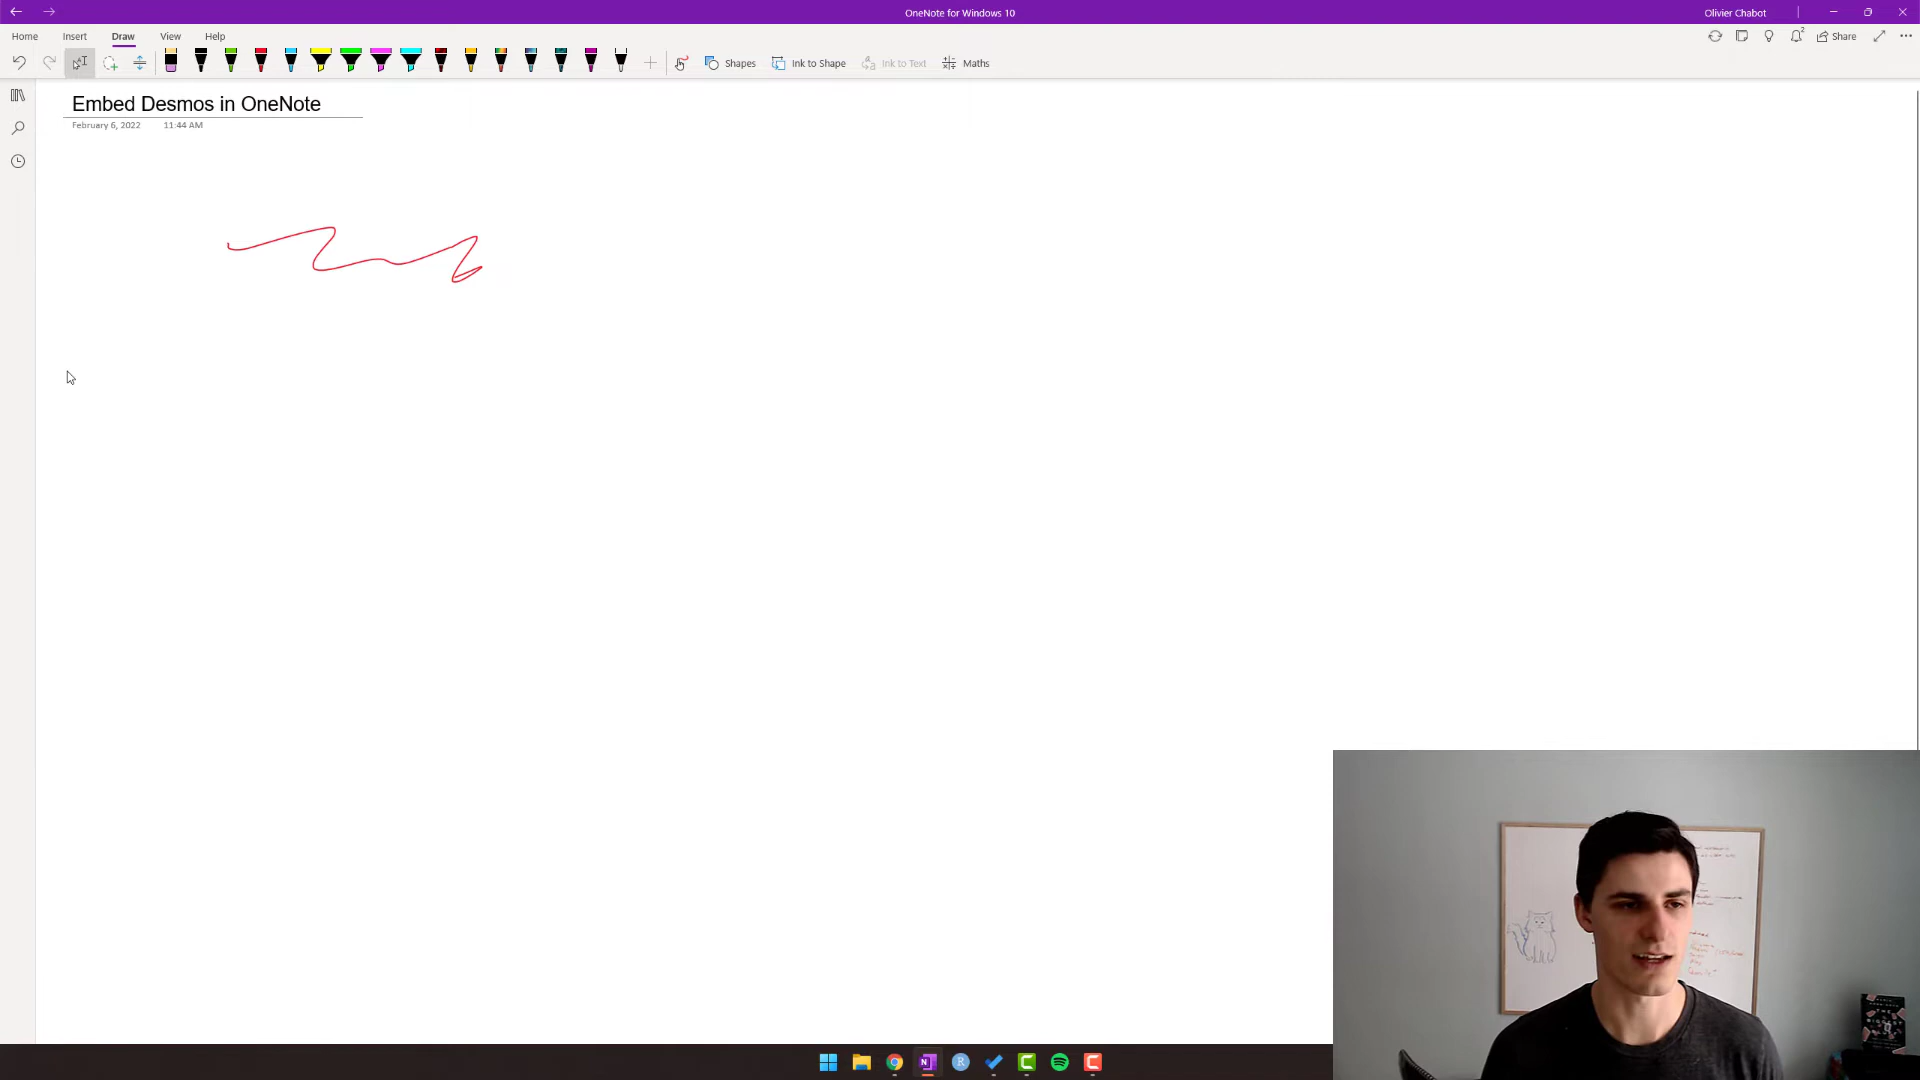 OneNote for Windows 10
Olivier Chabot
Home Insert Draw View Help
Share
Shapes
Ink to Shape
Ink to Text
Maths
Embed Desmos in OneNote
February 6, 2022 11:44 AM